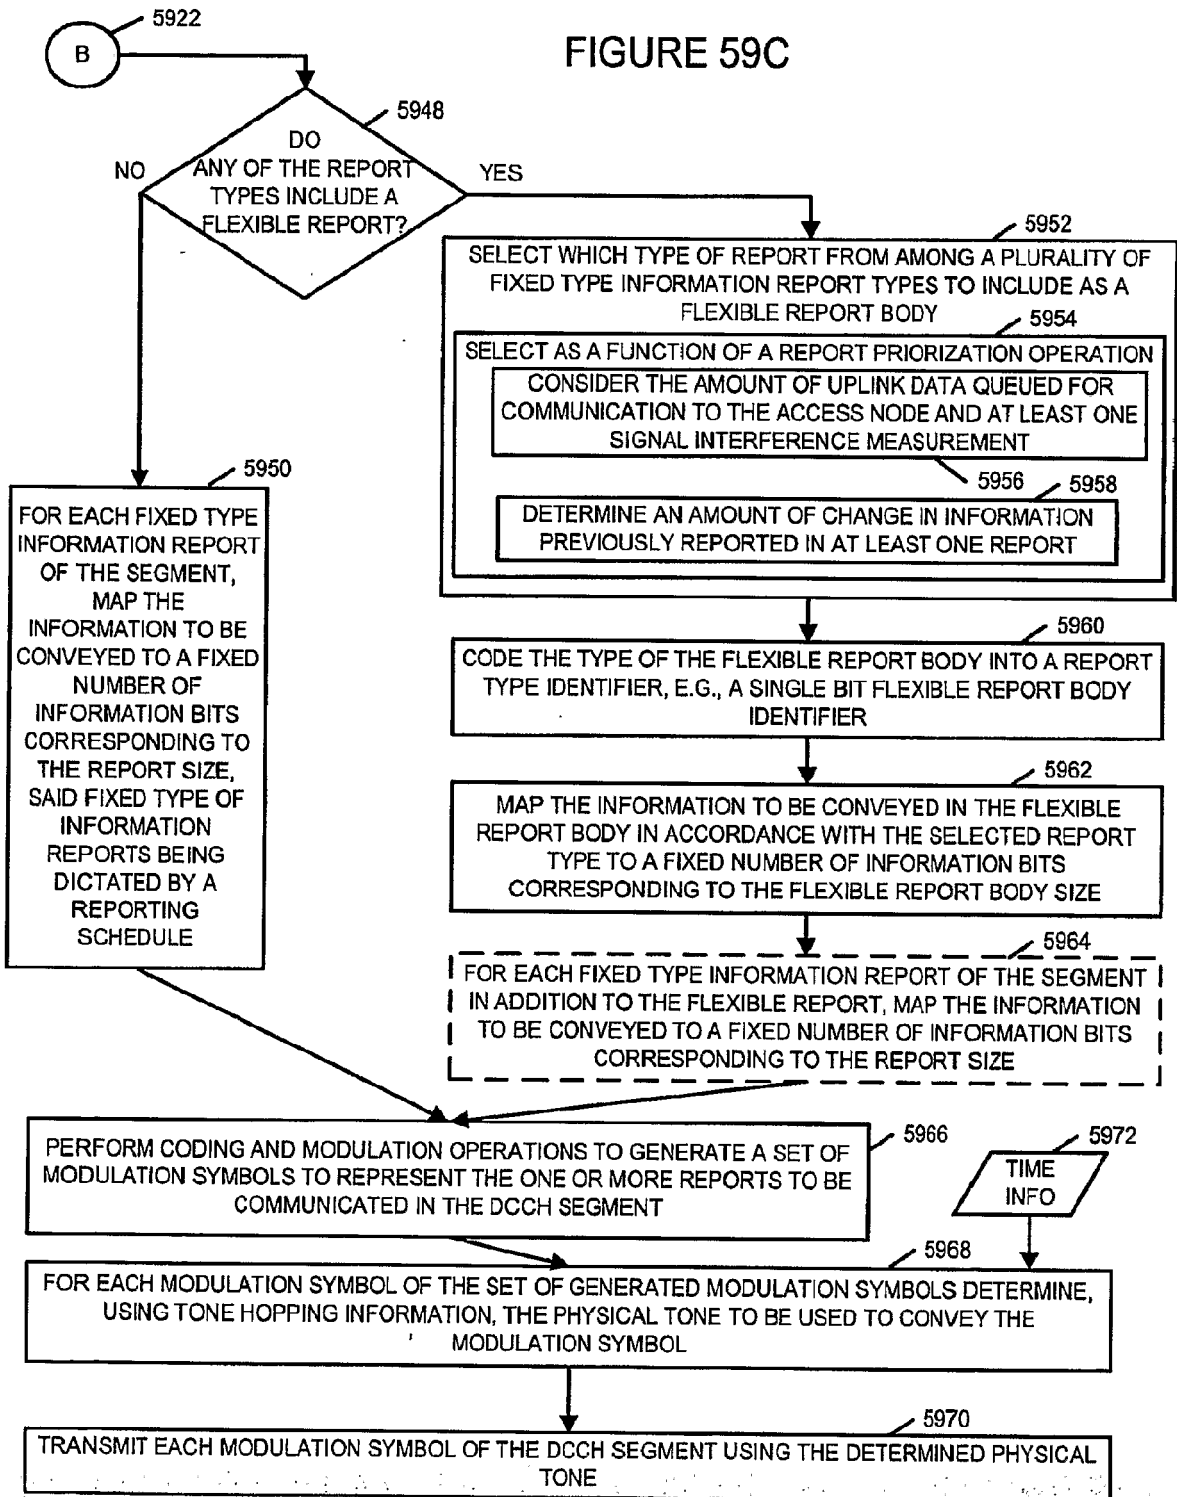 5922
B
FIGURE 59C
5948
DO
ANY OF THE REPORT
TYPES INCLUDE A
FLEXIBLE REPORT?
NO
YES
5952
SELECT WHICH TYPE OF REPORT FROM AMONG A PLURALITY OF
FIXED TYPE INFORMATION REPORT TYPES TO INCLUDE AS A
FLEXIBLE REPORT BODY
5954
SELECT AS A FUNCTION OF A REPORT PRIORIZATION OPERATION
CONSIDER THE AMOUNT OF UPLINK DATA QUEUED FOR
COMMUNICATION TO THE ACCESS NODE AND AT LEAST ONE
SIGNAL INTERFERENCE MEASUREMENT
5956
5958
DETERMINE AN AMOUNT OF CHANGE IN INFORMATION
PREVIOUSLY REPORTED IN AT LEAST ONE REPORT
5950
FOR EACH FIXED TYPE
INFORMATION REPORT
OF THE SEGMENT,
MAP THE
INFORMATION TO BE
CONVEYED TO A FIXED
NUMBER OF
INFORMATION BITS
CORRESPONDING TO
THE REPORT SIZE,
SAID FIXED TYPE OF
INFORMATION
REPORTS BEING
DICTATED BY A
REPORTING
SCHEDULE
5960
CODE THE TYPE OF THE FLEXIBLE REPORT BODY INTO A REPORT
TYPE IDENTIFIER, E.G., A SINGLE BIT FLEXIBLE REPORT BODY
IDENTIFIER
5962
MAP THE INFORMATION TO BE CONVEYED IN THE FLEXIBLE
REPORT BODY IN ACCORDANCE WITH THE SELECTED REPORT
TYPE TO A FIXED NUMBER OF INFORMATION BITS
CORRESPONDING TO THE FLEXIBLE REPORT BODY SIZE
5964
FOR EACH FIXED TYPE INFORMATION REPORT OF THE SEGMENT
IN ADDITION TO THE FLEXIBLE REPORT, MAP THE INFORMATION
TO BE CONVEYED TO A FIXED NUMBER OF INFORMATION BITS
CORRESPONDING TO THE REPORT SIZE
5966
PERFORM CODING AND MODULATION OPERATIONS TO GENERATE A SET OF
MODULATION SYMBOLS TO REPRESENT THE ONE OR MORE REPORTS TO BE
COMMUNICATED IN THE DCCH SEGMENT
5972
TIME
INFO
5968
FOR EACH MODULATION SYMBOL OF THE SET OF GENERATED MODULATION SYMBOLS DETERMINE,
USING TONE HOPPING INFORMATION, THE PHYSICAL TONE TO BE USED TO CONVEY THE
MODULATION SYMBOL
5970
TRANSMIT EACH MODULATION SYMBOL OF THE DCCH SEGMENT USING THE DETERMINED PHYSICAL
TONE